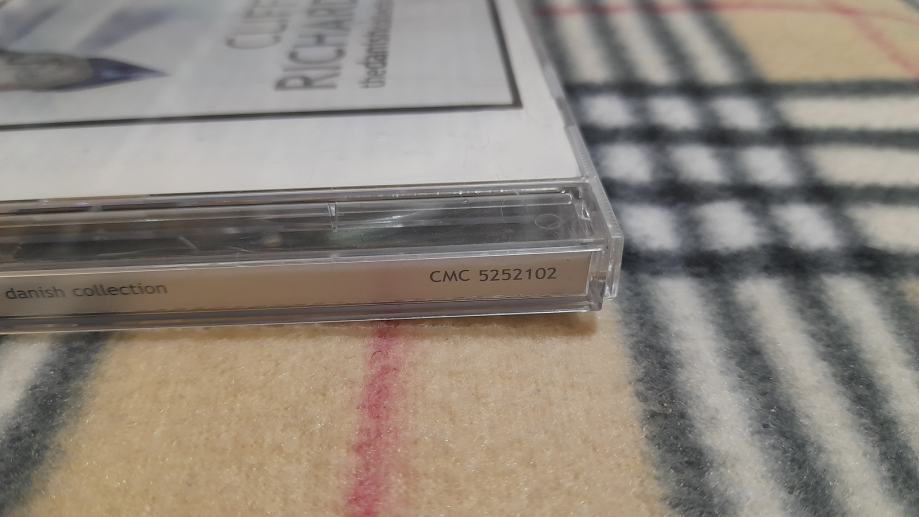 CLIFF
RICHARD
danish collection
CMC 5252102